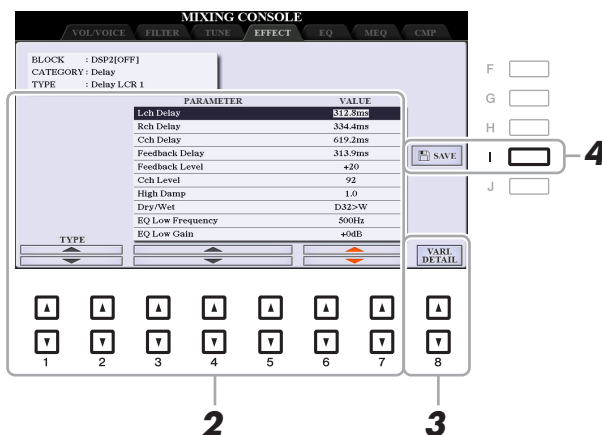 MIXING CONSOLE
VOL/VOICE FILTER TUNE EFFECT EQ MEQ CMP
BLOCK : DSP2[OFF]
CATEGORY : Delay
TYPE : Delay LCR 1
PARAMETER VALUE
Lch Delay 312.8ms
Rch Delay 334.4ms
Cch Delay 619.2ms
Feedback Delay 313.9ms
Feedback Level +20
Cch Level 92
High Damp 1.0
Dry/Wet D32>W
EQ Low Frequency 500Hz
EQ Low Gain +0dB
TYPE
SAVE
VARI.
DETAIL
F
G
H
I
J
4
1 2 3 4 5 6 7 8
2 3